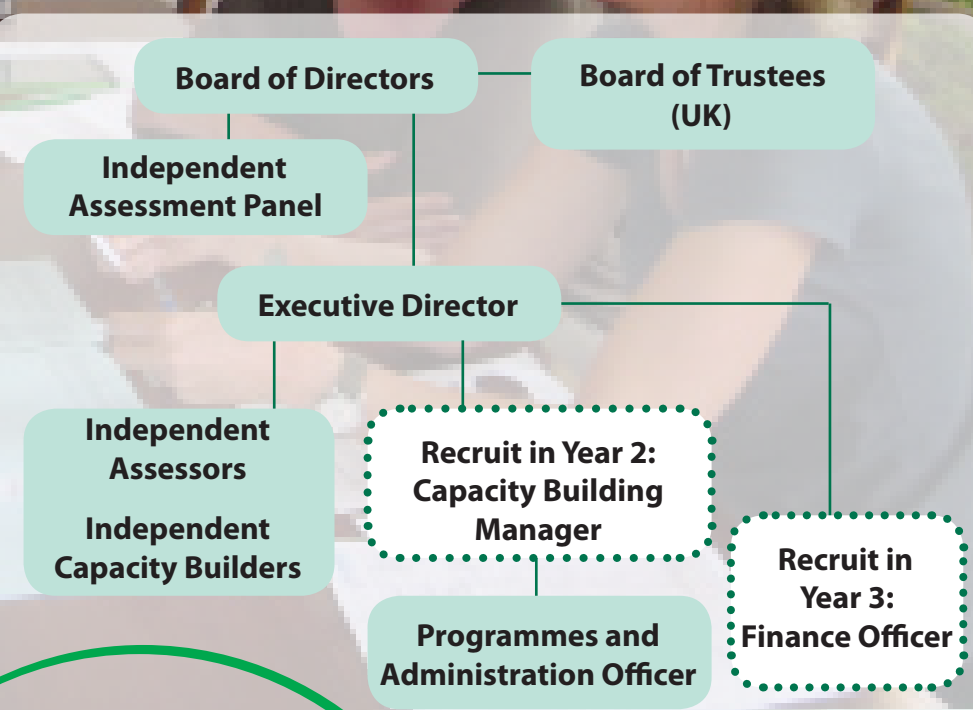 Board of Directors
Board of Trustees
(UK)
Independent
Assessment Panel
Executive Director
Independent
Assessors
Independent
Capacity Builders
Recruit in Year 2:
Capacity Building
Manager
Programmes and
Administration Officer
Recruit in
Year 3:
Finance Officer